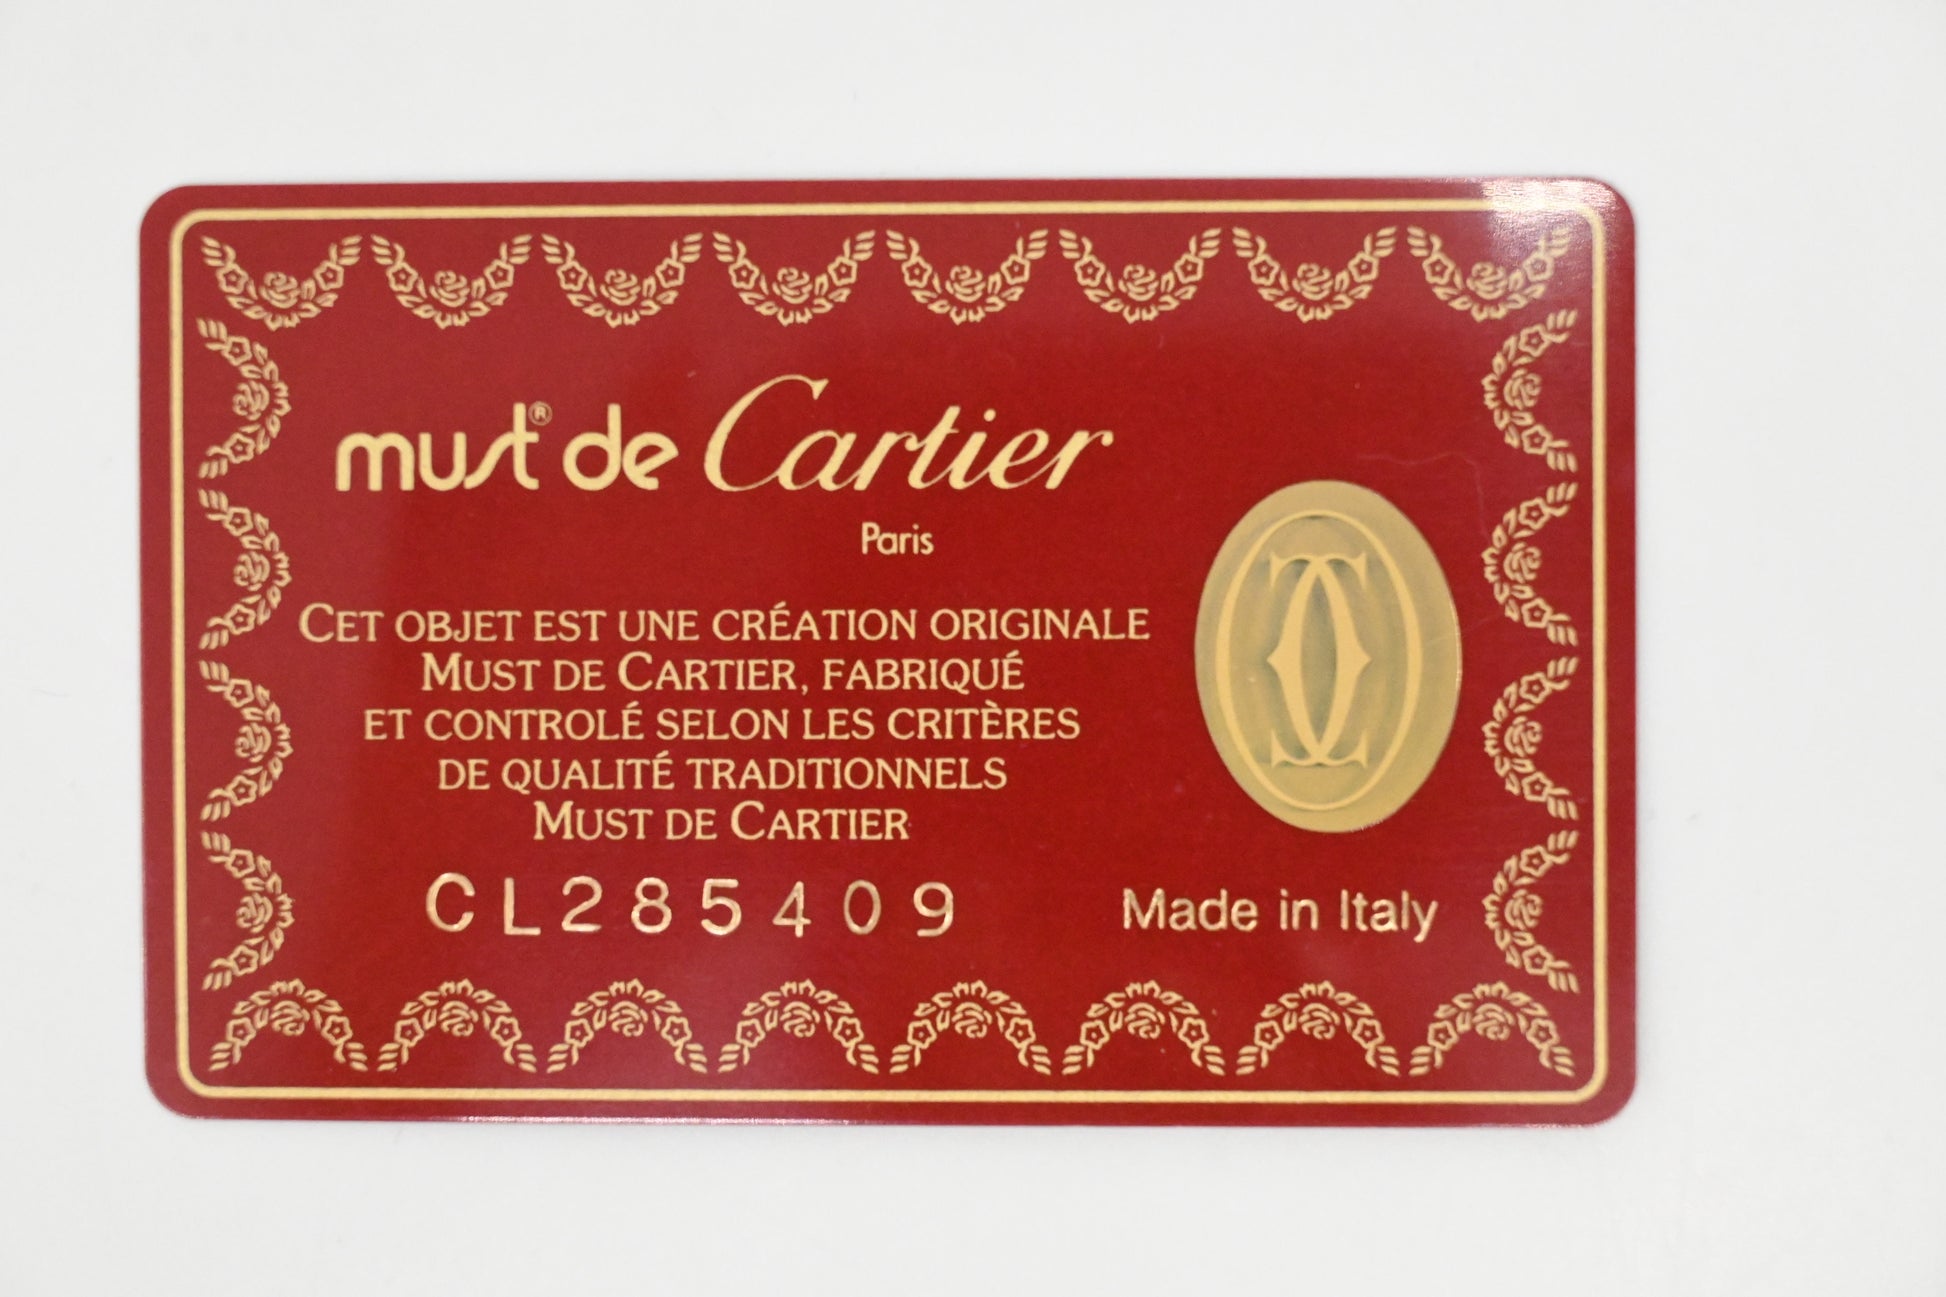 must® de Cartier
Paris
CET OBJET EST UNE CRÉATION ORIGINALE
MUST DE CARTIER, FABRIQUÉ
ET CONTROLÉ SELON LES CRITÈRES
DE QUALITÉ TRADITIONNELS
MUST DE CARTIER
CL285409
Made in Italy